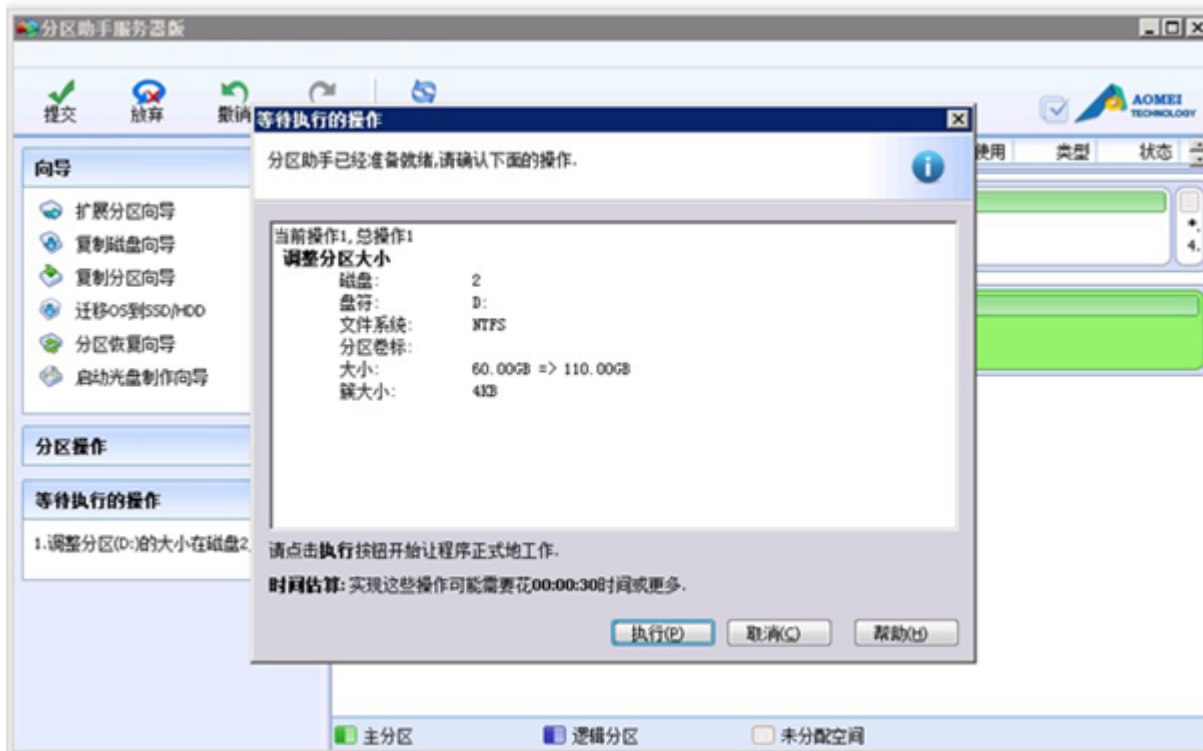 分区助手服务器版
提交
放弃
撤销
AOMEI
TECHNOLOGY
等待执行的操作
分区助手已经准备就绪,请确认下面的操作.
使用 类型 状态
向导
扩展分区向导
复制磁盘向导
复制分区向导
迁移OS到SSD/HDD
分区恢复向导
启动光盘制作向导
分区操作
等待执行的操作
1.调整分区(D:)的大小在磁盘2
当前操作1,总操作1
调整分区大小
磁盘: 2
盘符: D:
文件系统: NTFS
分区卷标:
大小: 60.00GB => 110.00GB
簇大小: 4KB
*.
4.
请点击执行按钮开始让程序正式地工作.
时间估算: 实现这些操作可能需要花00:00:30时间或更多.
执行(P) 取消(C) 帮助(H)
主分区 逻辑分区 未分配空间